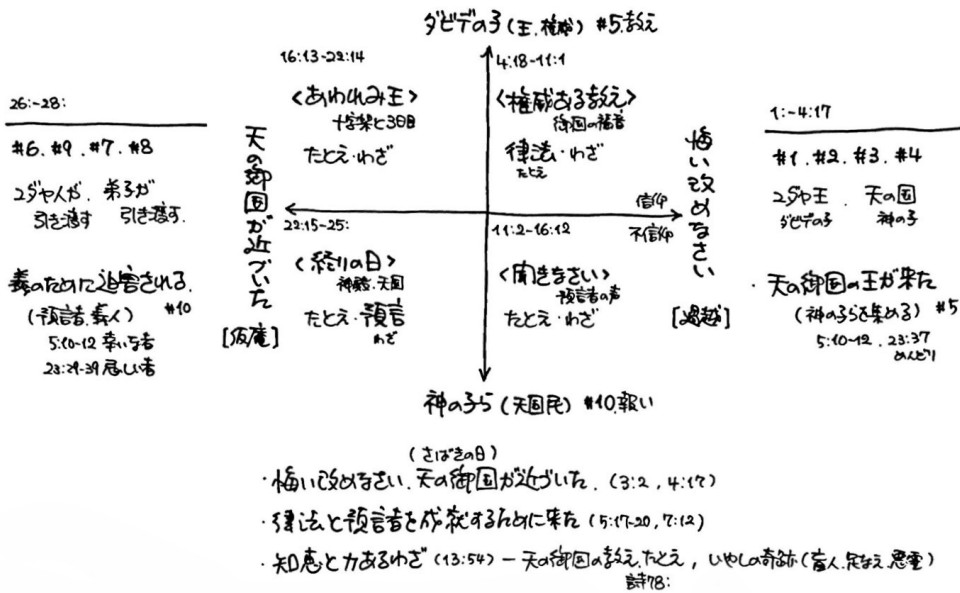 ダビデの子 (王、権威) #5.教え
26:-28:
#6. #9. #7. #8
ユダヤ人が、弟子が
引き渡す 引き渡す.
義のために迫害される.
(預言者、義人) #10
5:10-12 幸いな者
23:29-39 忌しい者
天の御国が近づいた
[仮庵]
16:13-22:14
<あわれみ王>
十字架と3日目
たとえ・わざ
4:18-11:1
<権威ある教え>
御国の福音
律法・わざ
たとえ
信仰
不信仰
22:15-25:
<終りの日>
神殿、天国
たとえ・預言
わざ
11:2-16:12
<聞きなさい>
預言者の声
たとえ・わざ
悔い改めなさい
[過越]
1:-4:17
#1. #2. #3. #4
ユダヤ王 天の国
ダビデの子 神の子
・天の御国の王が来た
(神の子らを集める) #5
5:10-12. 23:37
めんどり
神の子ら (天国民) #10.報い
(さばきの日)
・悔い改めなさい、天の御国が近づいた. (3:2, 4:17)
・律法と預言者を成就するために来た (5:17-20, 7:12)
・知恵と力あるわざ (13:54) ー 天の御国の教え、たとえ, いやしの奇跡 (盲人、足なえ、悪霊)
詩78: